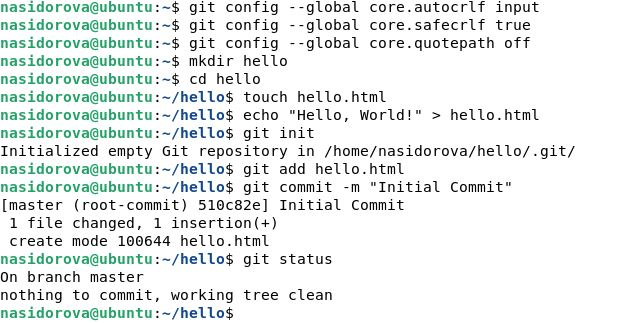 nasidorova@ubuntu:~$ git config --global core.autocrlf input
nasidorova@ubuntu:~$ git config --global core.safecrlf true
nasidorova@ubuntu:~$ git config --global core.quotepath off
nasidorova@ubuntu:~$ mkdir hello
nasidorova@ubuntu:~$ cd hello
nasidorova@ubuntu:~/hello$ touch hello.html
nasidorova@ubuntu:~/hello$ echo "Hello, World!" > hello.html
nasidorova@ubuntu:~/hello$ git init
Initialized empty Git repository in /home/nasidorova/hello/.git/
nasidorova@ubuntu:~/hello$ git add hello.html
nasidorova@ubuntu:~/hello$ git commit -m "Initial Commit"
[master (root-commit) 510c82e] Initial Commit
 1 file changed, 1 insertion(+)
 create mode 100644 hello.html
nasidorova@ubuntu:~/hello$ git status
On branch master
nothing to commit, working tree clean
nasidorova@ubuntu:~/hello$